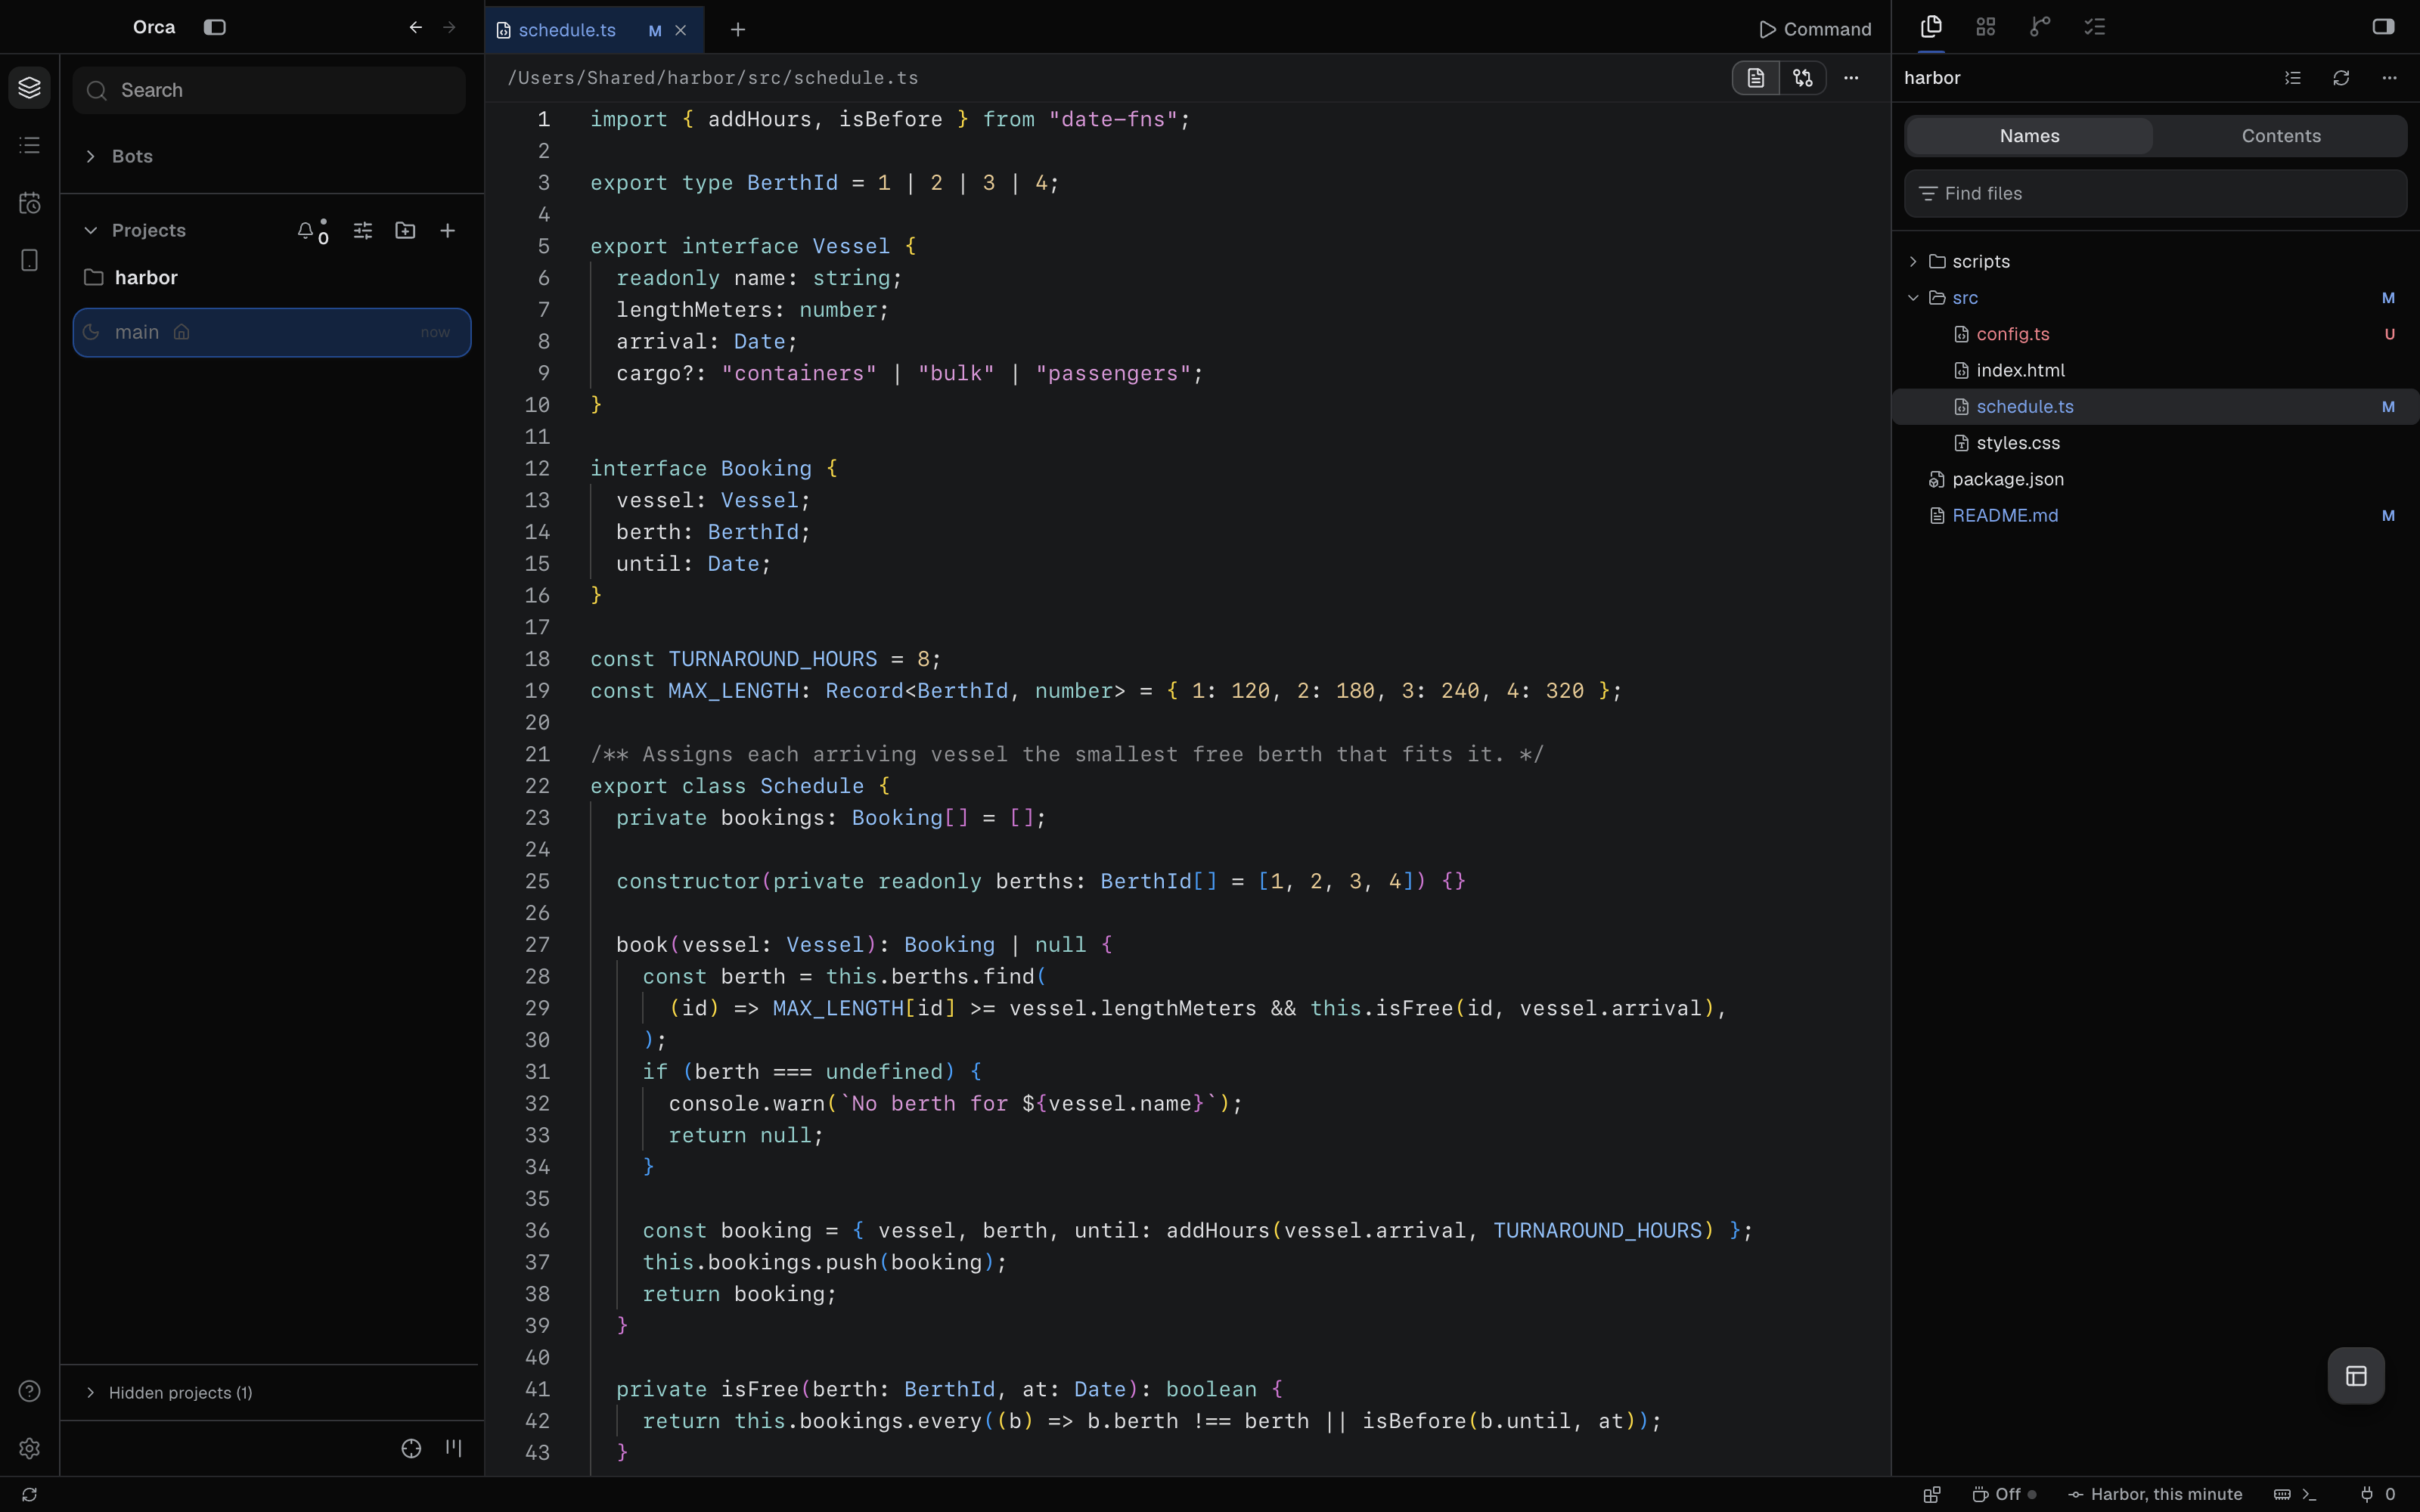 Orca
schedule.ts M
Command
Search
Bots
Projects 0
harbor
main now
Hidden projects (1)
/Users/Shared/harbor/src/schedule.ts
1 import { addHours, isBefore } from "date-fns";
2
3 export type BerthId = 1 | 2 | 3 | 4;
4
5 export interface Vessel {
6 readonly name: string;
7 lengthMeters: number;
8 arrival: Date;
9 cargo?: "containers" | "bulk" | "passengers";
10 }
11
12 interface Booking {
13 vessel: Vessel;
14 berth: BerthId;
15 until: Date;
16 }
17
18 const TURNAROUND_HOURS = 8;
19 const MAX_LENGTH: Record<BerthId, number> = { 1: 120, 2: 180, 3: 240, 4: 320 };
20
21 /** Assigns each arriving vessel the smallest free berth that fits it. */
22 export class Schedule {
23 private bookings: Booking[] = [];
24
25 constructor(private readonly berths: BerthId[] = [1, 2, 3, 4]) {}
26
27 book(vessel: Vessel): Booking | null {
28 const berth = this.berths.find(
29 (id) => MAX_LENGTH[id] >= vessel.lengthMeters && this.isFree(id, vessel.arrival),
30 );
31 if (berth === undefined) {
32 console.warn(`No berth for ${vessel.name}`);
33 return null;
34 }
35
36 const booking = { vessel, berth, until: addHours(vessel.arrival, TURNAROUND_HOURS) };
37 this.bookings.push(booking);
38 return booking;
39 }
40
41 private isFree(berth: BerthId, at: Date): boolean {
42 return this.bookings.every((b) => b.berth !== berth || isBefore(b.until, at));
43 }
harbor
Names Contents
Find files
scripts
src M
config.ts U
index.html
schedule.ts M
styles.css
package.json
README.md M
Off Harbor, this minute 0